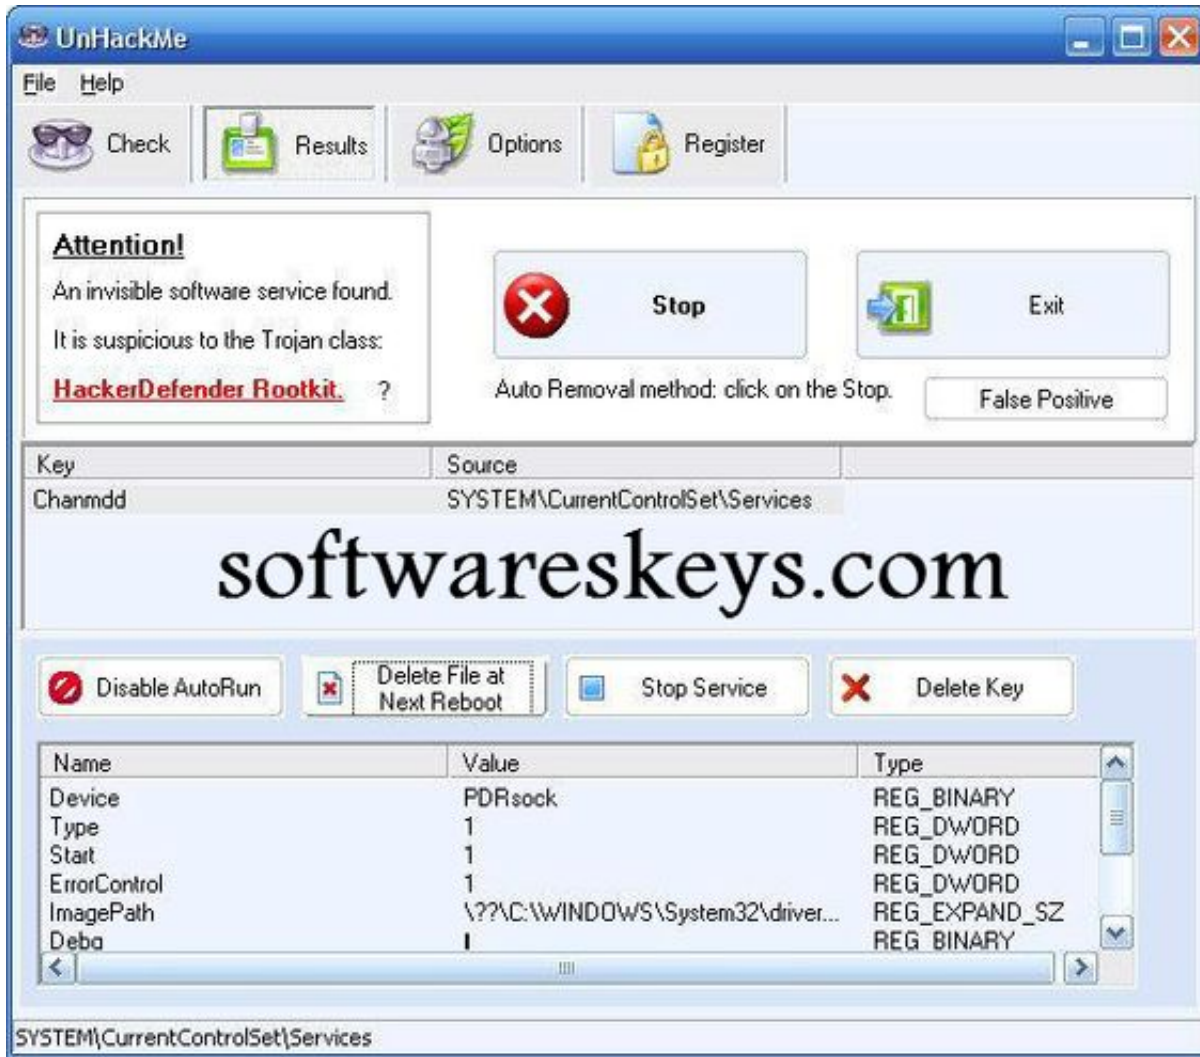 UnHackMe
File Help
Check Results Options Register
Attention!
An invisible software service found.
It is suspicious to the Trojan class:
HackerDefender Rootkit. ?
Stop
Exit
Auto Removal method: click on the Stop.
False Positive
Key Source
Chanmdd SYSTEM\CurrentControlSet\Services
softwareskeys.com
Disable AutoRun
Delete File at
Next Reboot
Stop Service
Delete Key
Name Value Type
Device PDRsock REG_BINARY
Type 1 REG_DWORD
Start 1 REG_DWORD
ErrorControl 1 REG_DWORD
ImagePath \??\C:\WINDOWS\System32\driver... REG_EXPAND_SZ
Debg REG_BINARY
SYSTEM\CurrentControlSet\Services